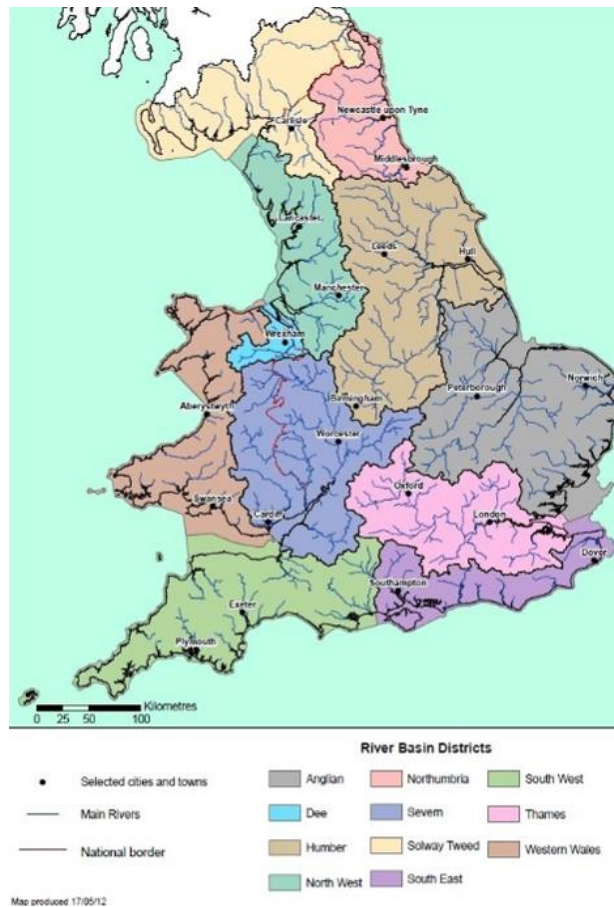 Newcastle upon Tyne
Carlisle
Middlesbrough
Lancaster
Leeds
Hull
Manchester
Wrexham
Norwich
Peterborough
Birmingham
Aberystwyth
Worcester
Oxford
Swansea
Cardiff
London
Dover
Southampton
Exeter
Plymouth
Kilometres
0 25 50 100
River Basin Districts
Selected cities and towns
Main Rivers
National border
Anglian
Northumbria
South West
Dee
Severn
Thames
Humber
Solway Tweed
Western Wales
North West
South East
Map produced 17/05/12